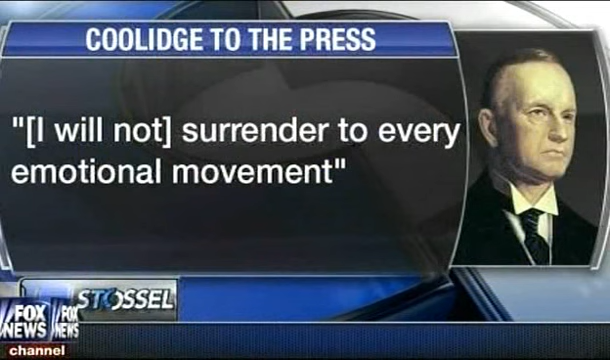 COOLIDGE TO THE PRESS
"[I will not] surrender to every
emotional movement"
STOSSEL
FOX
NEWS
channel
FOX
NEWS